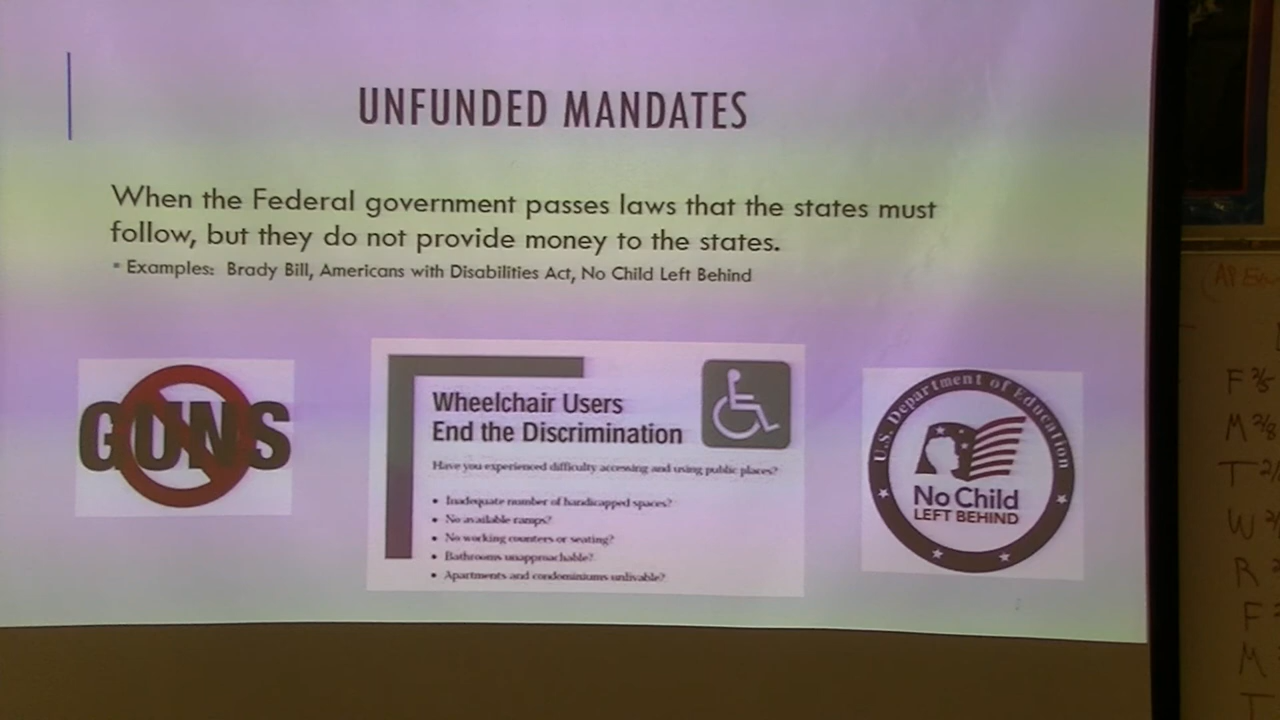 UNFUNDED MANDATES
When the Federal government passes laws that the states must
follow, but they do not provide money to the states.
* Examples: Brady Bill, Americans with Disabilities Act, No Child Left Behind
GUNS
Wheelchair Users
End the Discrimination
Have you experienced difficulty accessing and using public places?
• Inadequate number of handicapped spaces?
• No available ramps?
• No working counters or seating?
• Bathrooms unapproachable?
• Apartments and condominiums unlivable?
U.S. Department of Education
No Child
LEFT BEHIND
F
M
T
W
R
F
M
T